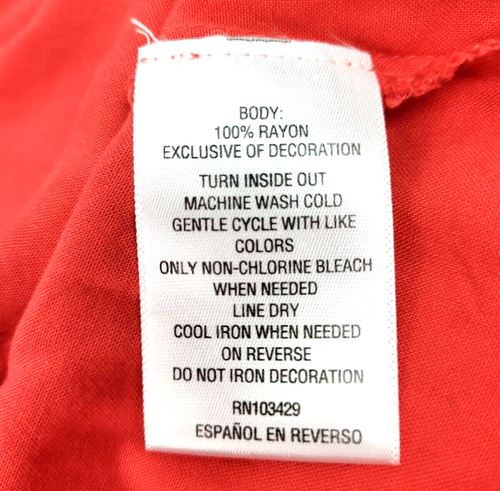 BODY:
100% RAYON
EXCLUSIVE OF DECORATION
TURN INSIDE OUT
MACHINE WASH COLD
GENTLE CYCLE WITH LIKE
COLORS
ONLY NON-CHLORINE BLEACH
WHEN NEEDED
LINE DRY
COOL IRON WHEN NEEDED
ON REVERSE
DO NOT IRON DECORATION
RN103429
ESPAÑOL EN REVERSO